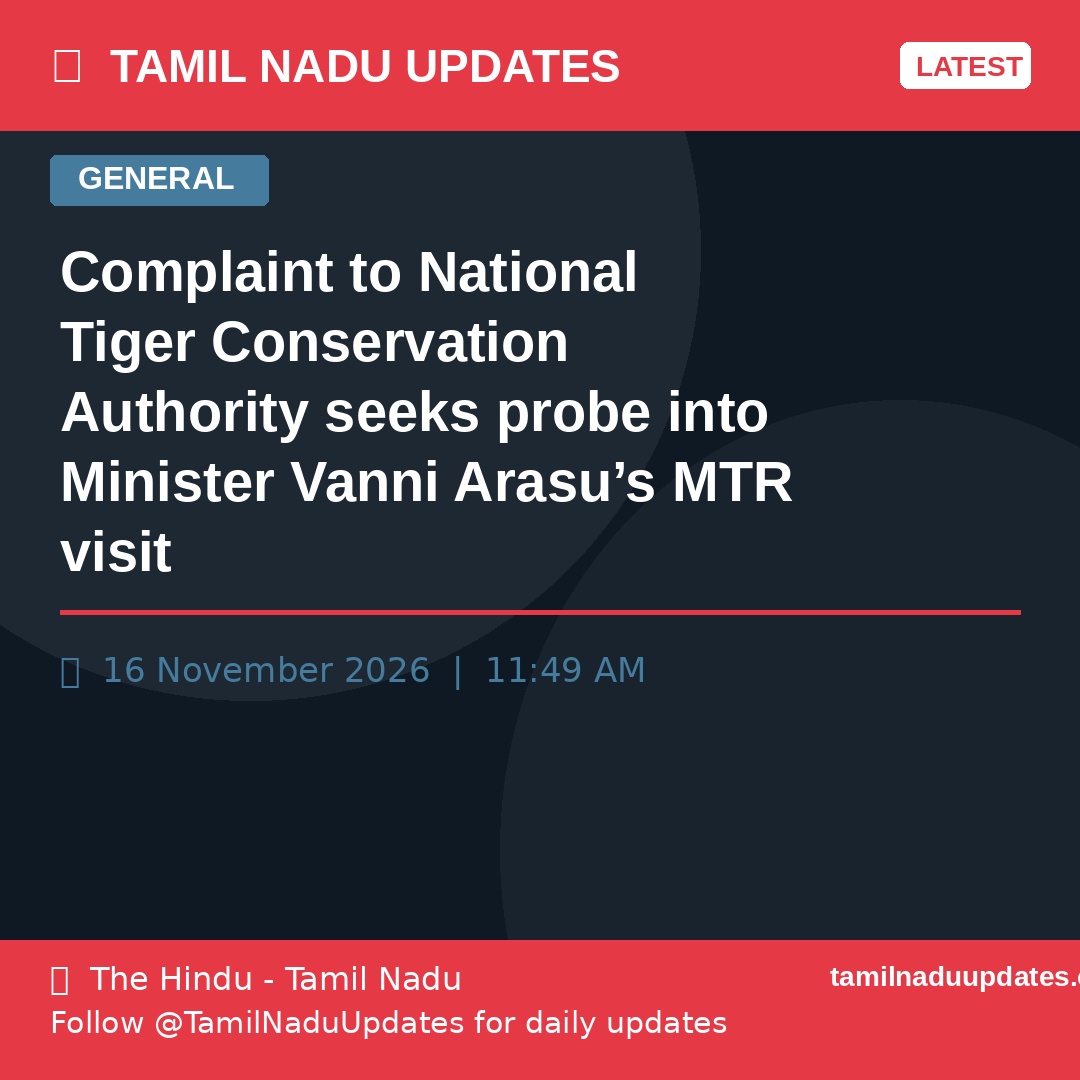 TAMIL NADU UPDATES
LATEST
GENERAL
Complaint to National
Tiger Conservation
Authority seeks probe into
Minister Vanni Arasu’s MTR
visit
16 November 2026 | 11:49 AM
The Hindu - Tamil Nadu
tamilnaduupdates.
Follow @TamilNaduUpdates for daily updates